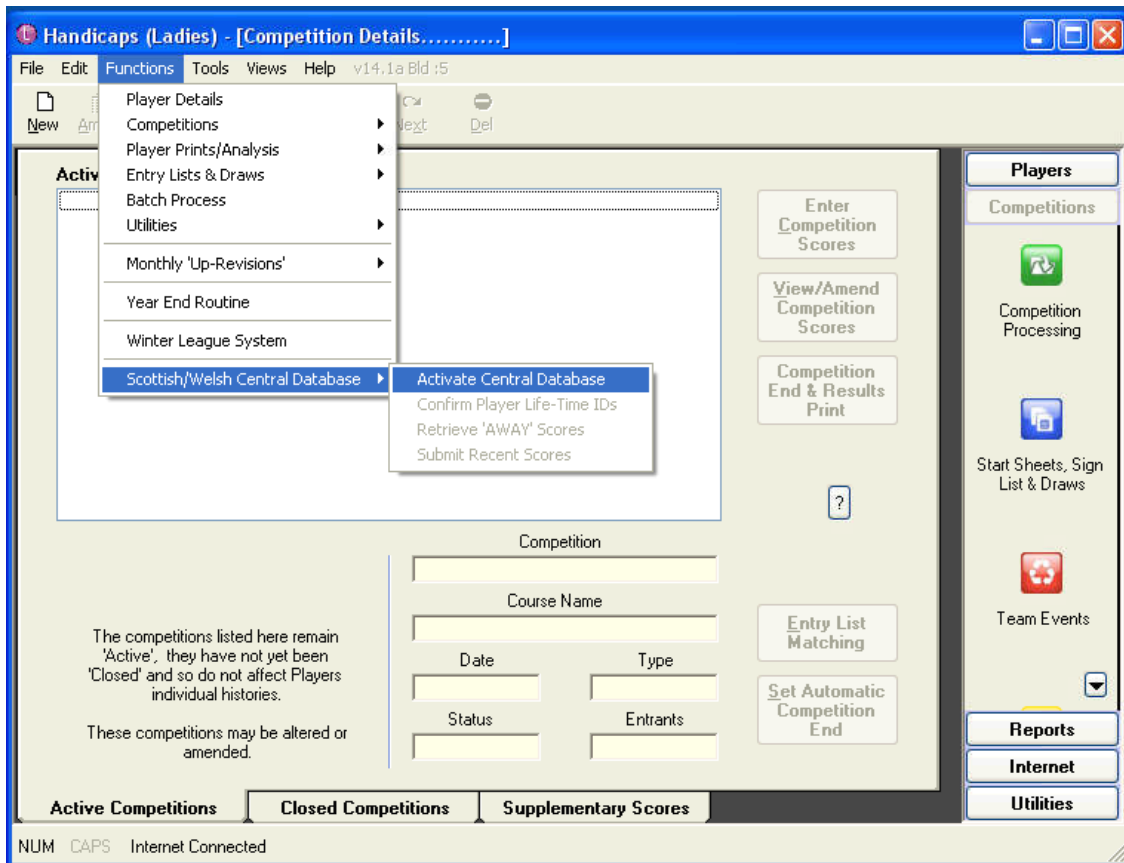 Handicaps (Ladies) - [Competition Details...........]
File Edit Functions Tools Views Help v14.1a Bld :5
New Next Del
Player Details
Competitions
Player Prints/Analysis
Entry Lists & Draws
Batch Process
Utilities
Monthly 'Up-Revisions'
Year End Routine
Winter League System
Scottish/Welsh Central Database
Activate Central Database
Confirm Player Life-Time IDs
Retrieve 'AWAY' Scores
Submit Recent Scores
Enter
Competition
Scores
View/Amend
Competition
Scores
Competition
End & Results
Print
?
Competition
Course Name
Date Type
Status Entrants
The competitions listed here remain
'Active', they have not yet been
'Closed' and so do not affect Players
individual histories.
These competitions may be altered or
amended.
Entry List
Matching
Set Automatic
Competition
End
Players
Competitions
Competition
Processing
Start Sheets, Sign
List & Draws
Team Events
Reports
Internet
Utilities
Active Competitions Closed Competitions Supplementary Scores
NUM CAPS Internet Connected